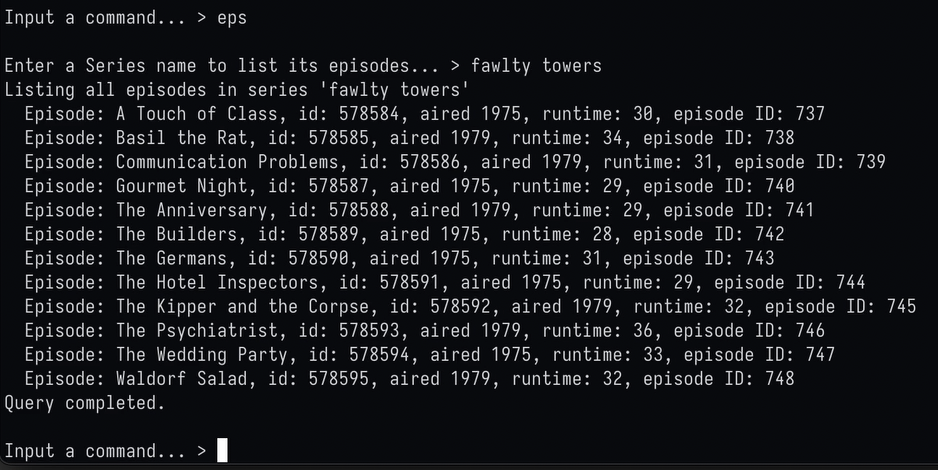 Input a command... > eps
Enter a Series name to list its episodes... > fawlty towers
Listing all episodes in series 'fawlty towers'
Episode: A Touch of Class, id: 578584, aired 1975, runtime: 30, episode ID: 737
Episode: Basil the Rat, id: 578585, aired 1979, runtime: 34, episode ID: 738
Episode: Communication Problems, id: 578586, aired 1979, runtime: 31, episode ID: 739
Episode: Gourmet Night, id: 578587, aired 1975, runtime: 29, episode ID: 740
Episode: The Anniversary, id: 578588, aired 1979, runtime: 29, episode ID: 741
Episode: The Builders, id: 578589, aired 1975, runtime: 28, episode ID: 742
Episode: The Germans, id: 578590, aired 1975, runtime: 31, episode ID: 743
Episode: The Hotel Inspectors, id: 578591, aired 1975, runtime: 29, episode ID: 744
Episode: The Kipper and the Corpse, id: 578592, aired 1979, runtime: 32, episode ID: 745
Episode: The Psychiatrist, id: 578593, aired 1979, runtime: 36, episode ID: 746
Episode: The Wedding Party, id: 578594, aired 1975, runtime: 33, episode ID: 747
Episode: Waldorf Salad, id: 578595, aired 1979, runtime: 32, episode ID: 748
Query completed.
Input a command... >